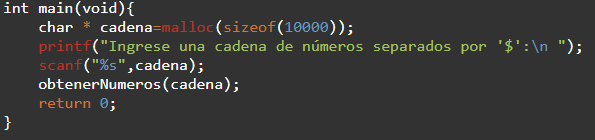 int main(void){
    char * cadena=malloc(sizeof(10000));
    printf("Ingrese una cadena de números separados por '$':\n ");
    scanf("%s",cadena);
    obtenerNumeros(cadena);
    return 0;
}